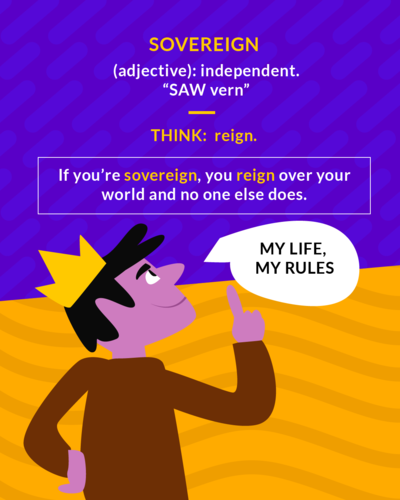 SOVEREIGN
(adjective): independent.
“SAW vern”
THINK: reign.
If you’re sovereign, you reign over your
world and no one else does.
MY LIFE,
MY RULES